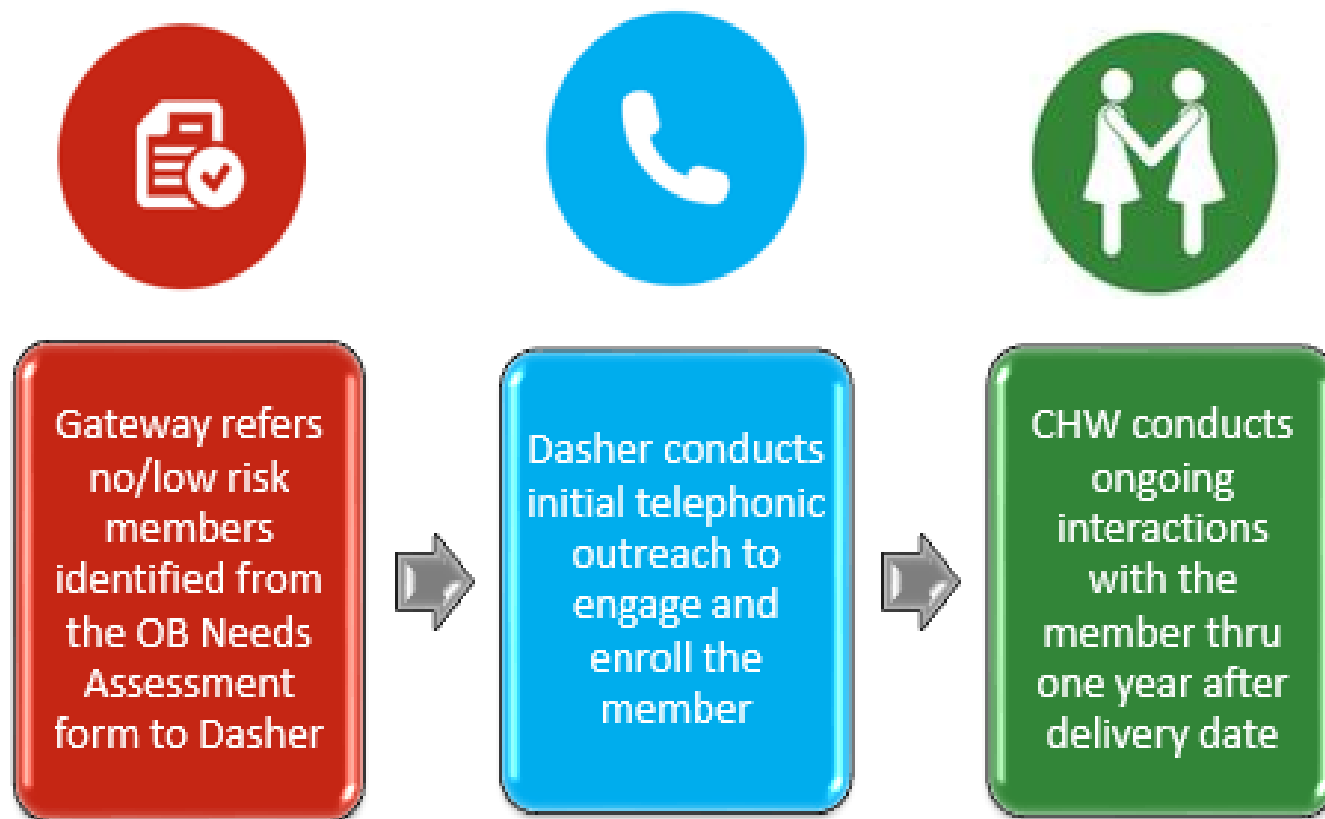 Gateway refers
no/low risk
members
identified from
the OB Needs
Assessment
form to Dasher
Dasher conducts
initial telephonic
outreach to
engage and
enroll the
member
CHW conducts
ongoing
interactions
with the
member thru
one year after
delivery date